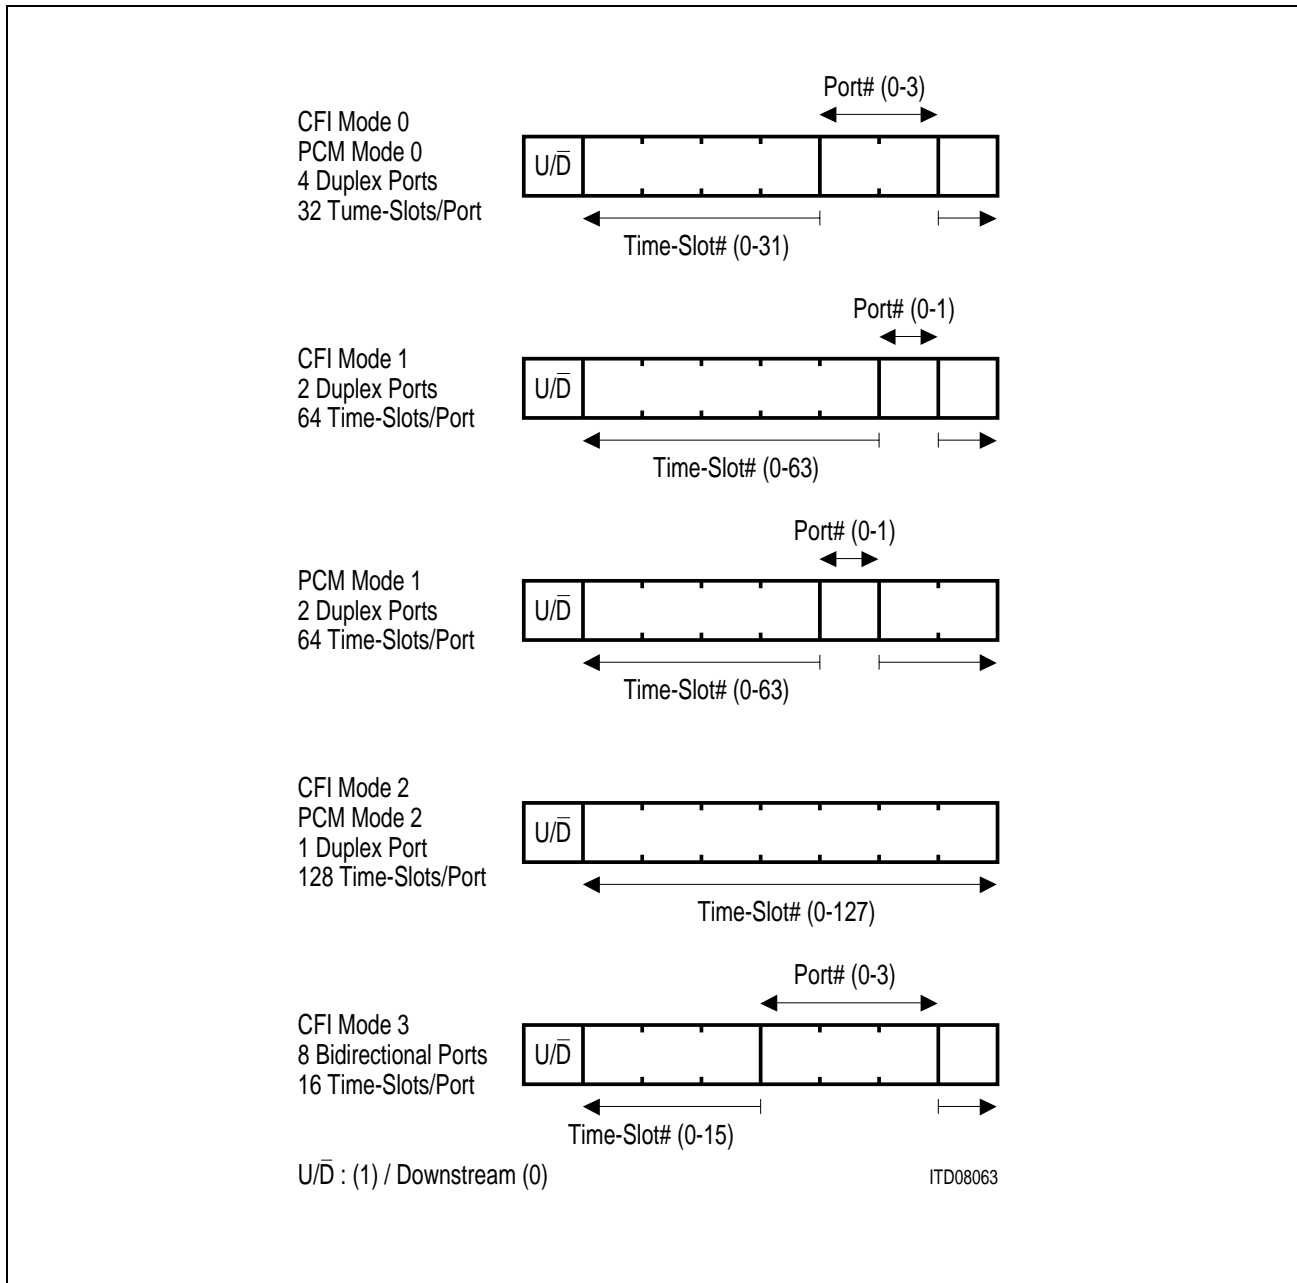 Port# (0-3)
CFI Mode 0
PCM Mode 0
4 Duplex Ports
32 Tume-Slots/Port
U/D̅
Time-Slot# (0-31)
Port# (0-1)
CFI Mode 1
2 Duplex Ports
64 Time-Slots/Port
U/D̅
Time-Slot# (0-63)
Port# (0-1)
PCM Mode 1
2 Duplex Ports
64 Time-Slots/Port
U/D̅
Time-Slot# (0-63)
CFI Mode 2
PCM Mode 2
1 Duplex Port
128 Time-Slots/Port
U/D̅
Time-Slot# (0-127)
Port# (0-3)
CFI Mode 3
8 Bidirectional Ports
16 Time-Slots/Port
U/D̅
Time-Slot# (0-15)
U/D̅ : (1) / Downstream (0)
ITD08063